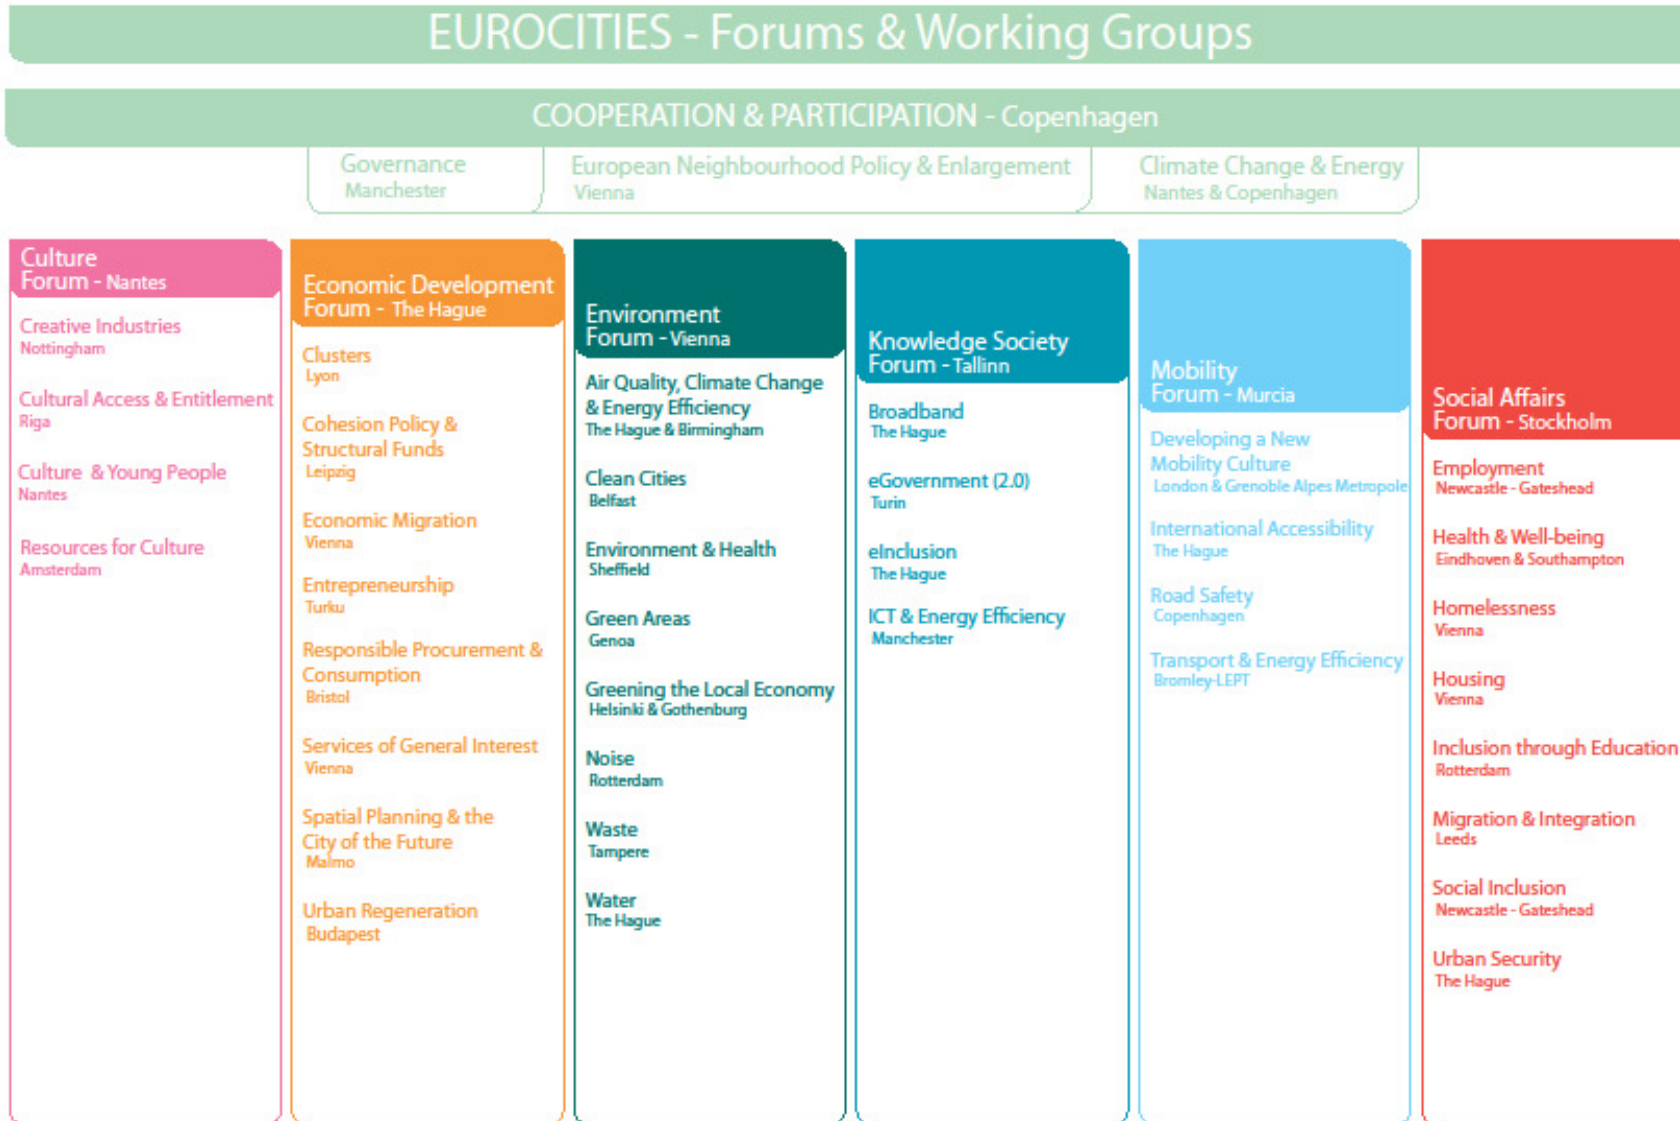 EUROCITIES - Forums & Working Groups
COOPERATION & PARTICIPATION - Copenhagen
Governance
Manchester
European Neighbourhood Policy & Enlargement
Vienna
Climate Change & Energy
Nantes & Copenhagen
Culture
Forum - Nantes
Creative Industries
Nottingham
Cultural Access & Entitlement
Riga
Culture & Young People
Nantes
Resources for Culture
Amsterdam
Economic Development
Forum - The Hague
Clusters
Lyon
Cohesion Policy &
Structural Funds
Leipzig
Economic Migration
Vienna
Entrepreneurship
Turku
Responsible Procurement &
Consumption
Bristol
Services of General Interest
Vienna
Spatial Planning & the
City of the Future
Malmo
Urban Regeneration
Budapest
Environment
Forum - Vienna
Air Quality, Climate Change
& Energy Efficiency
The Hague & Birmingham
Clean Cities
Belfast
Environment & Health
Sheffield
Green Areas
Genoa
Greening the Local Economy
Helsinki & Gothenburg
Noise
Rotterdam
Waste
Tampere
Water
The Hague
Knowledge Society
Forum - Tallinn
Broadband
The Hague
eGovernment (2.0)
Turin
eInclusion
The Hague
ICT & Energy Efficiency
Manchester
Mobility
Forum - Murcia
Developing a New
Mobility Culture
London & Grenoble Alpes Metropole
International Accessibility
The Hague
Road Safety
Copenhagen
Transport & Energy Efficiency
Bromley-LEPT
Social Affairs
Forum - Stockholm
Employment
Newcastle - Gateshead
Health & Well-being
Eindhoven & Southampton
Homelessness
Vienna
Housing
Vienna
Inclusion through Education
Rotterdam
Migration & Integration
Leeds
Social Inclusion
Newcastle - Gateshead
Urban Security
The Hague